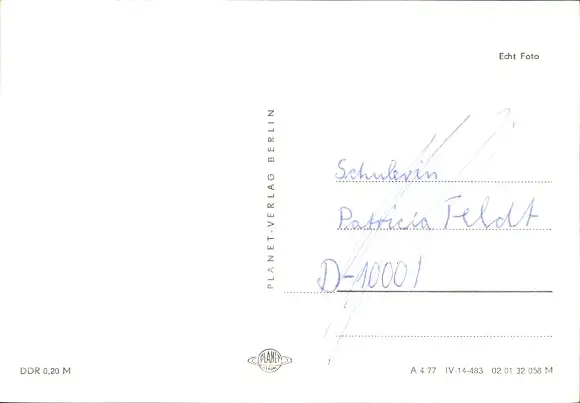 Echt Foto
PLANET-VERLAG BERLIN
Schülerin
Patricia Feldt
D-10001
PLANET
DDR 0,20 M
A 4 77 IV-14-483 02 01 32 058 M